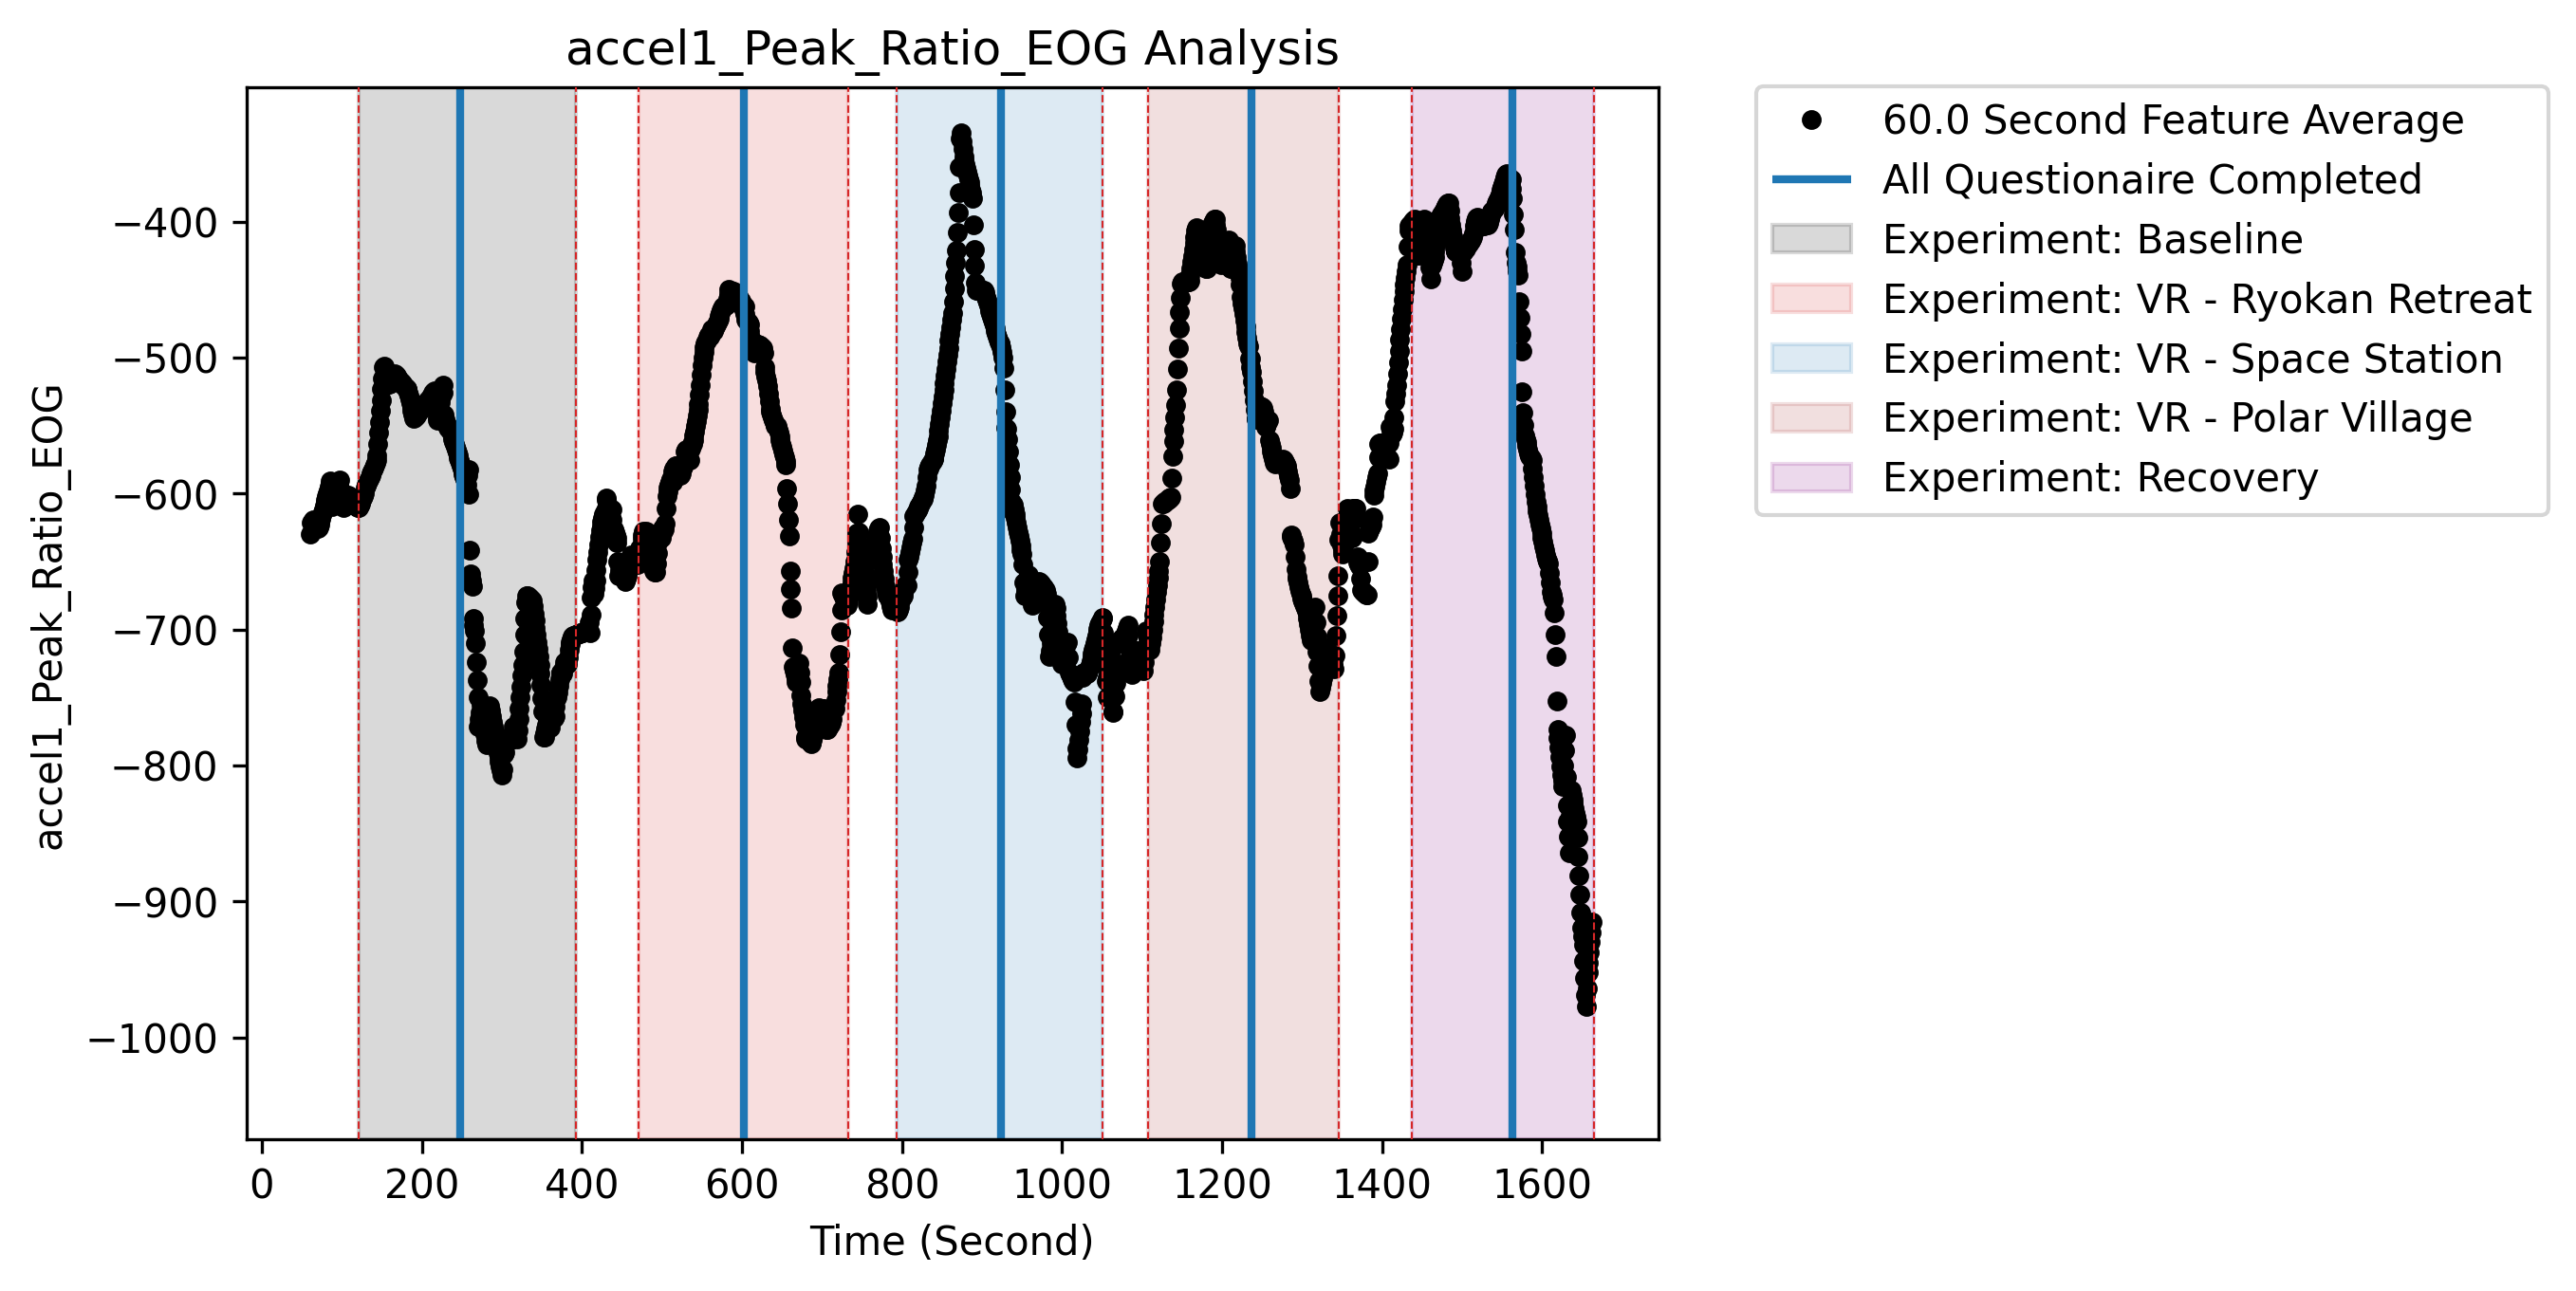 accel1_Peak_Ratio_EOG Analysis
accel1_Peak_Ratio_EOG
−400
−500
−600
−700
−800
−900
−1000
0 200 400 600 800 1000 1200 1400 1600
Time (Second)
60.0 Second Feature Average
All Questionaire Completed
Experiment: Baseline
Experiment: VR - Ryokan Retreat
Experiment: VR - Space Station
Experiment: VR - Polar Village
Experiment: Recovery